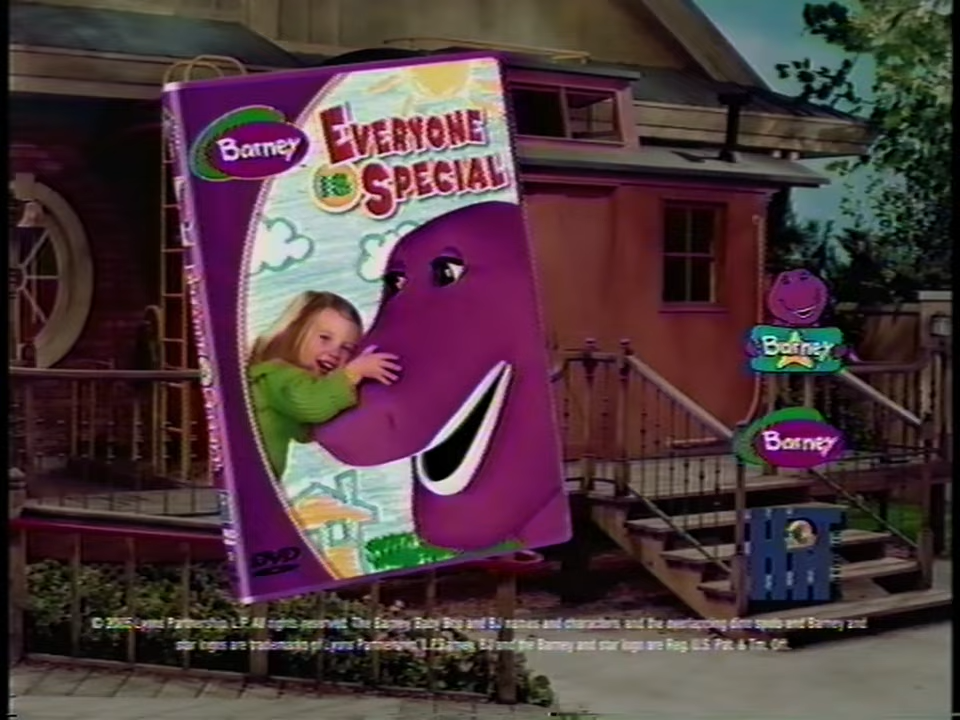 Barney
EVERYONE
IS SPECIAL
DVD
Barney
Barney
HIT
© 2005 Lyons Partnership, L.P. All rights reserved. The Barney, Baby Bop and BJ names and characters and the overlapping dino spots and Barney and
star logos are trademarks of Lyons Partnership, L.P. Barney, BJ and the Barney and star logo are Reg. U.S. Pat. & Tm. Off.